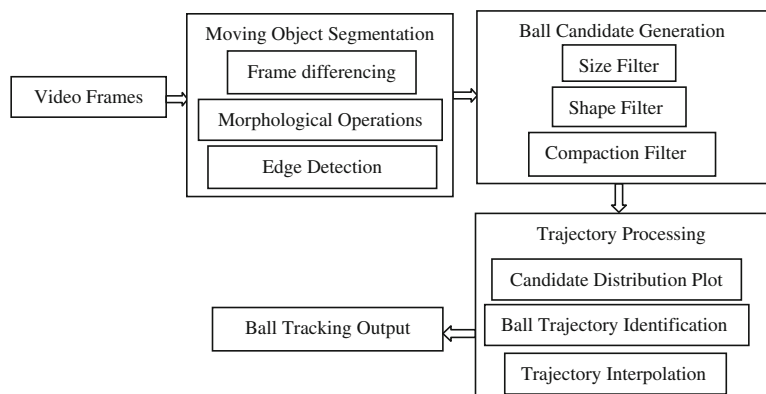 Video Frames
Moving Object Segmentation
Frame differencing
Morphological Operations
Edge Detection
Ball Candidate Generation
Size Filter
Shape Filter
Compaction Filter
Trajectory Processing
Candidate Distribution Plot
Ball Trajectory Identification
Trajectory Interpolation
Ball Tracking Output